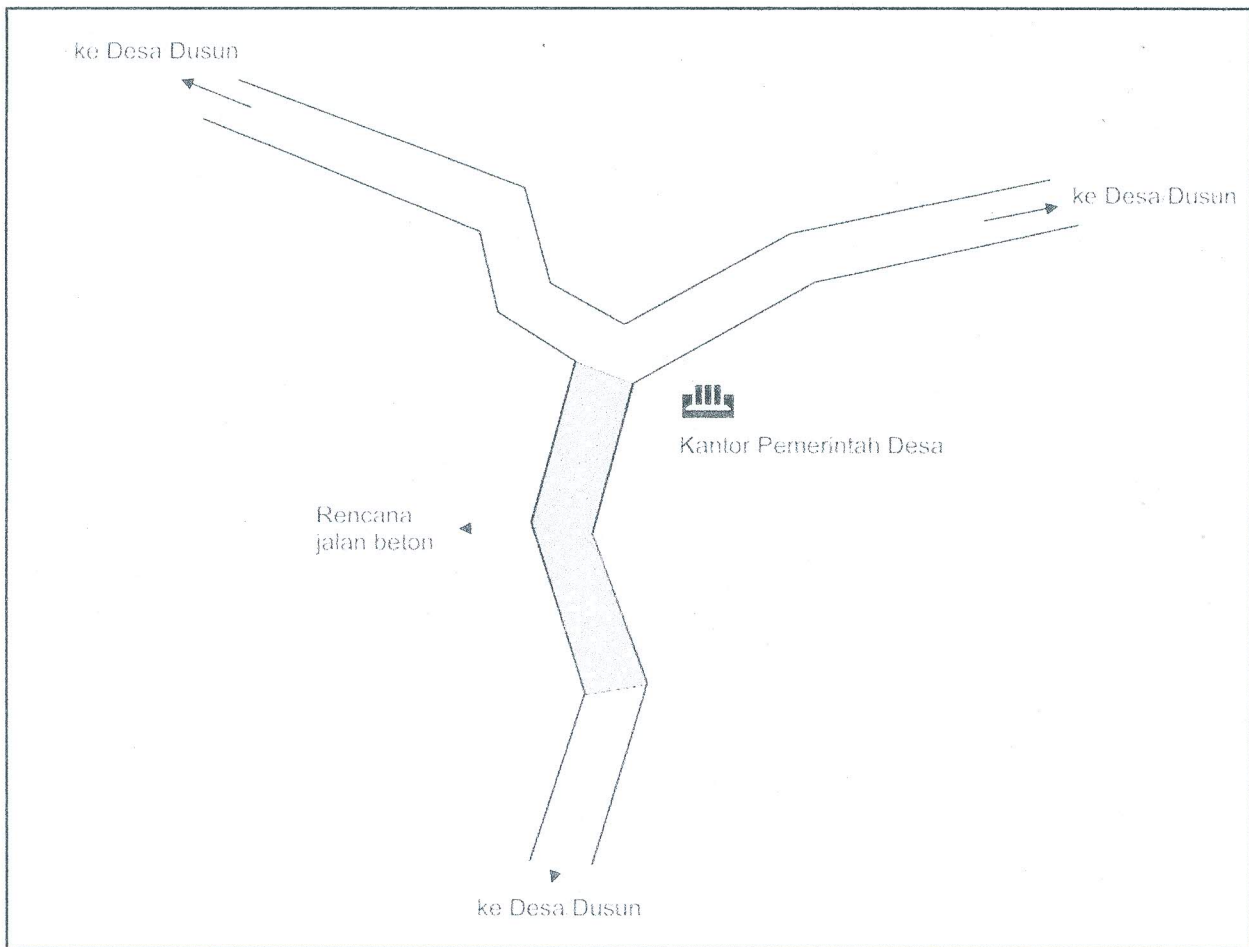 ke Desa Dusun
ke Desa Dusun
Kantor Pemerintah Desa
Rencana
jalan beton
ke Desa Dusun